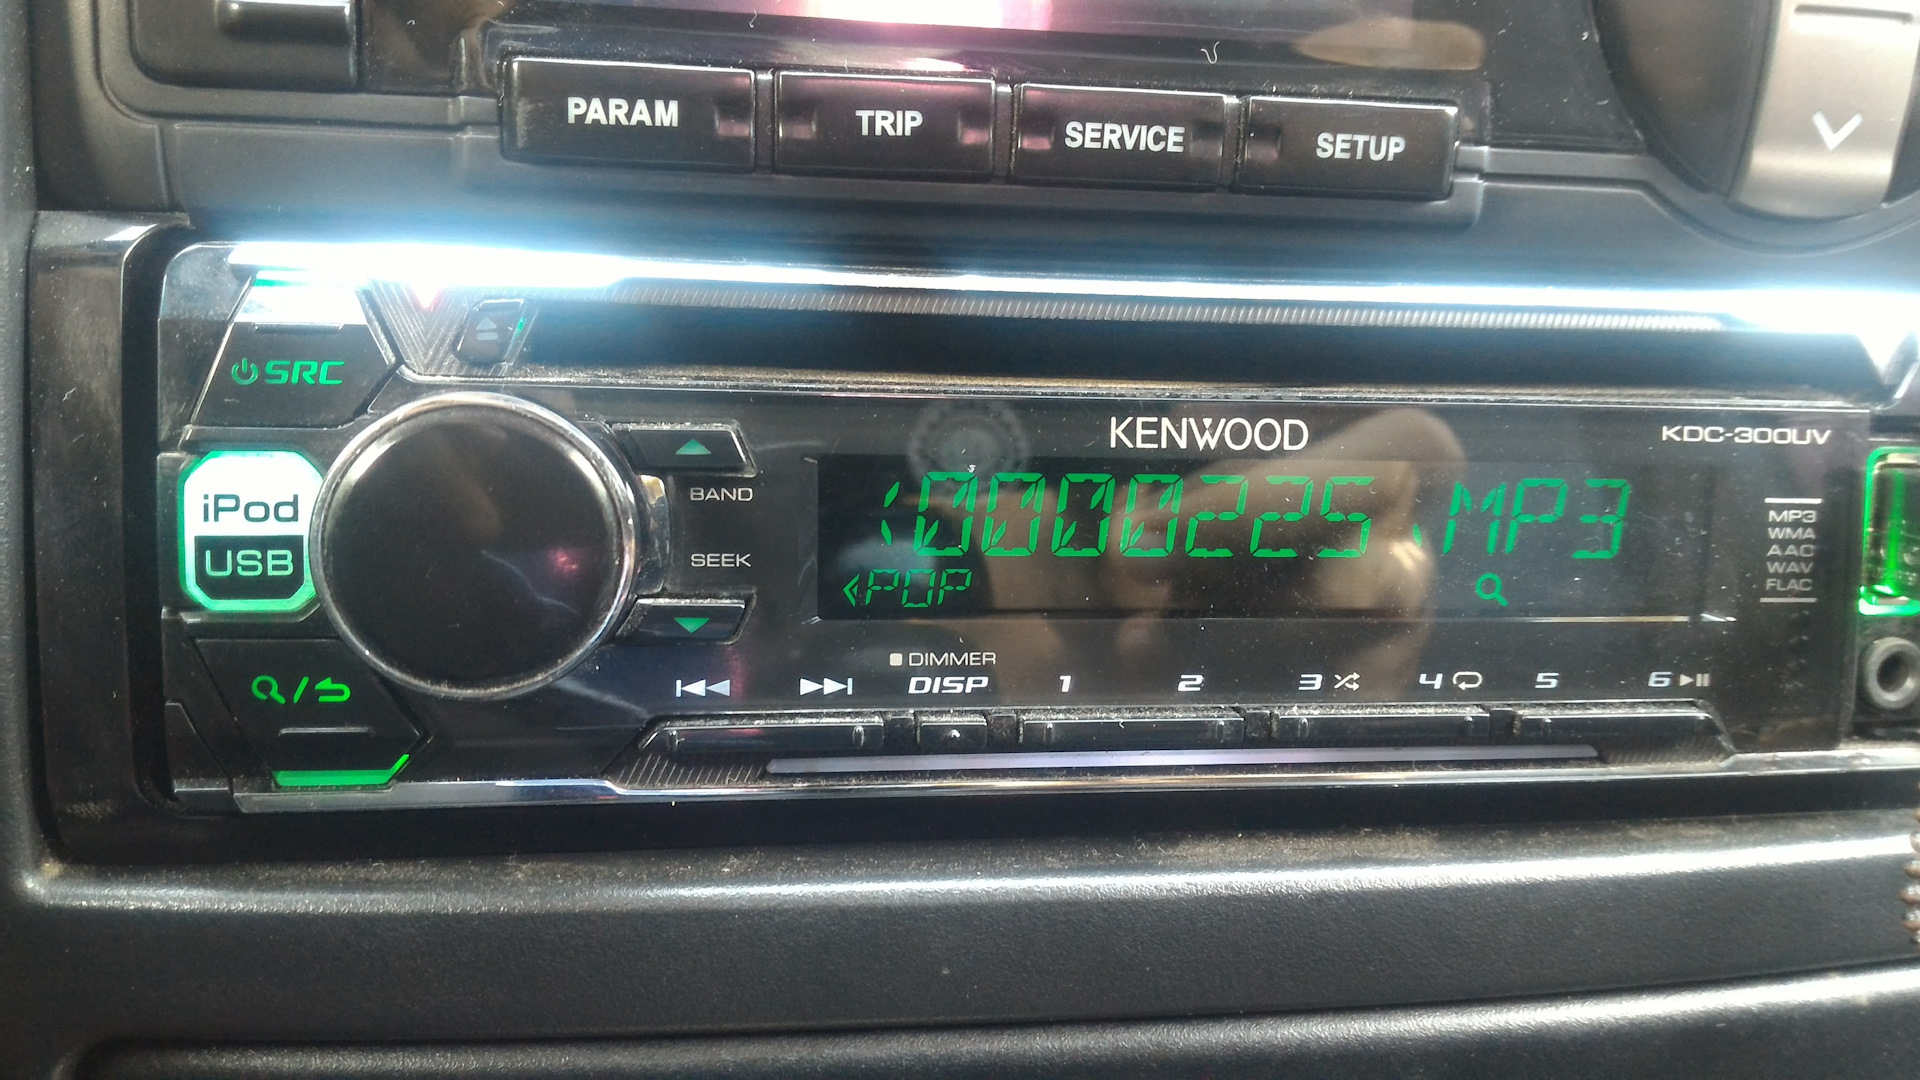 PARAM
TRIP
SERVICE
SETUP
SRC
KENWOOD
KDC-300UV
iPod
USB
BAND
SEEK
0000225 MP3
POP
MP3
WMA
AAC
WAV
FLAC
DIMMER
DISP 1 2 3 4 5 6